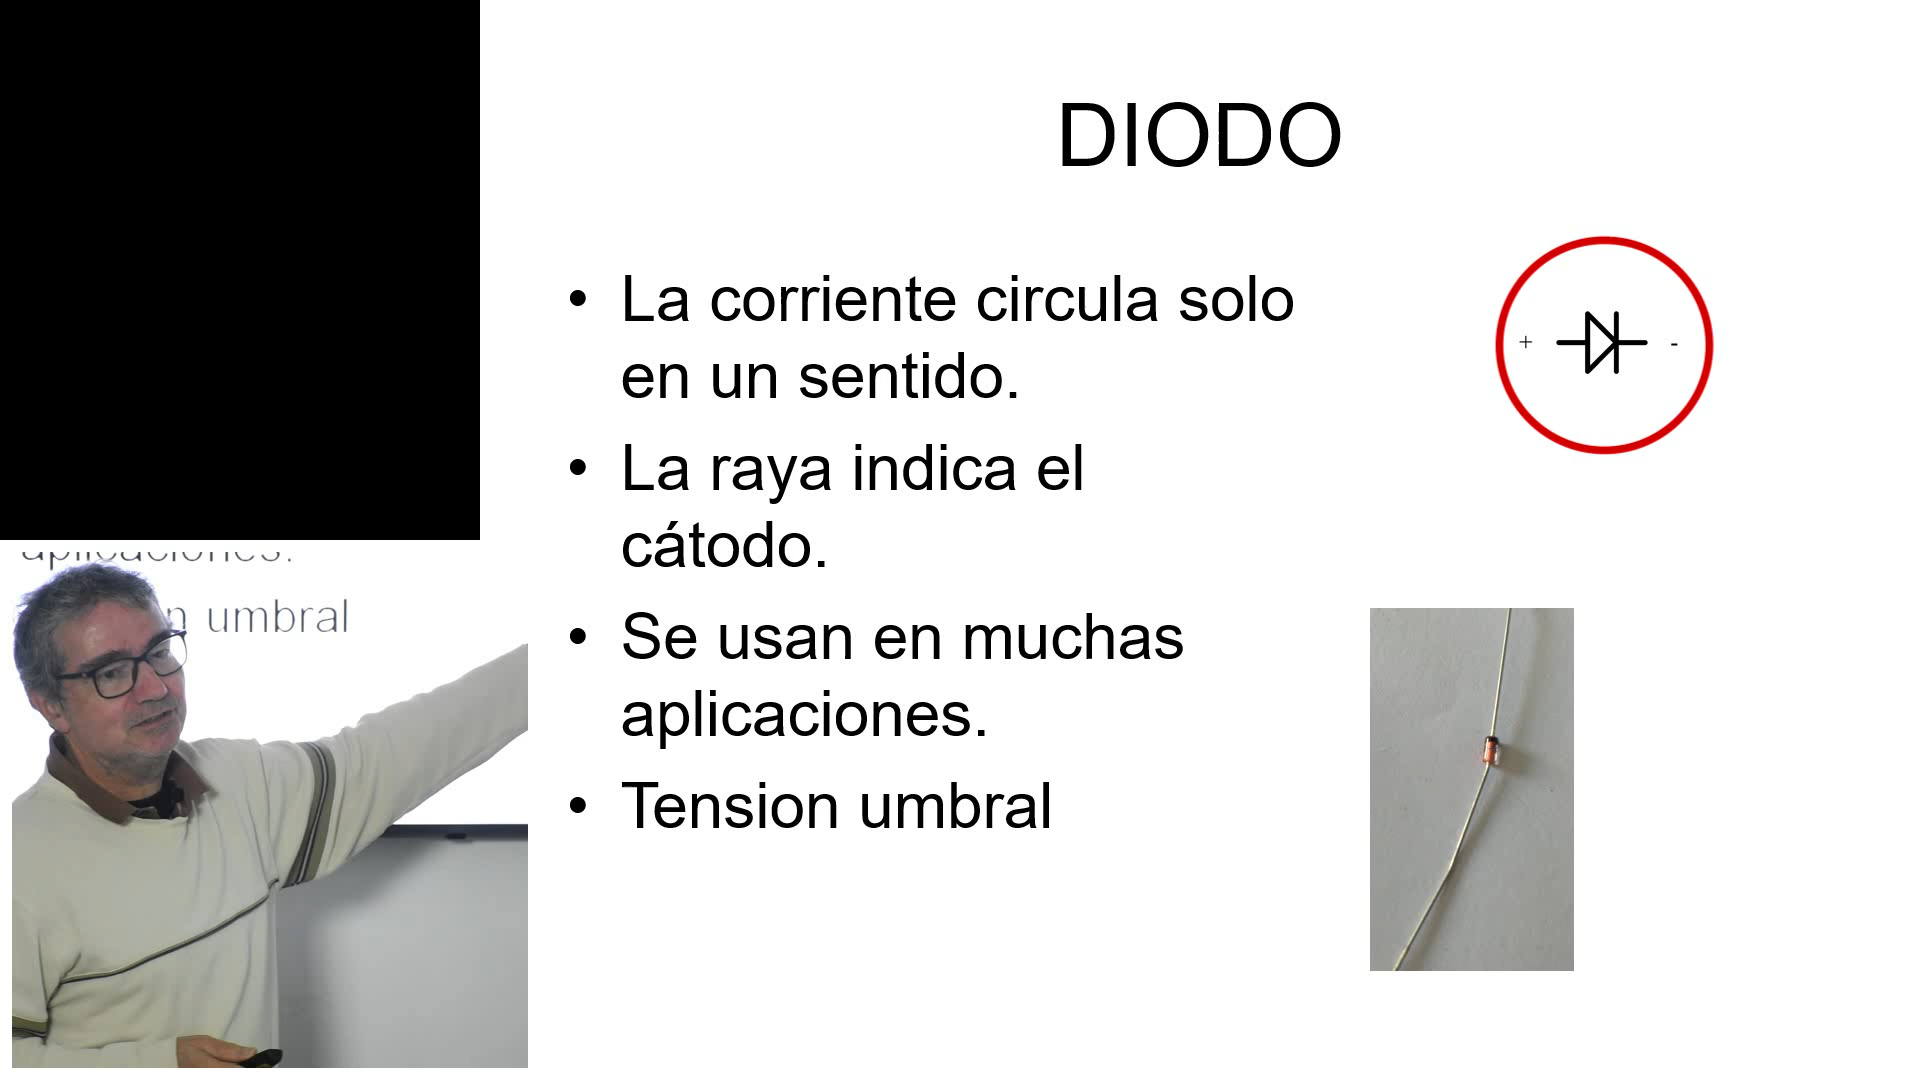 DIODO
• La corriente circula solo
en un sentido.
+ -
• La raya indica el
cátodo.
• Se usan en muchas
aplicaciones.
• Tension umbral
aplicaciones.
n umbral